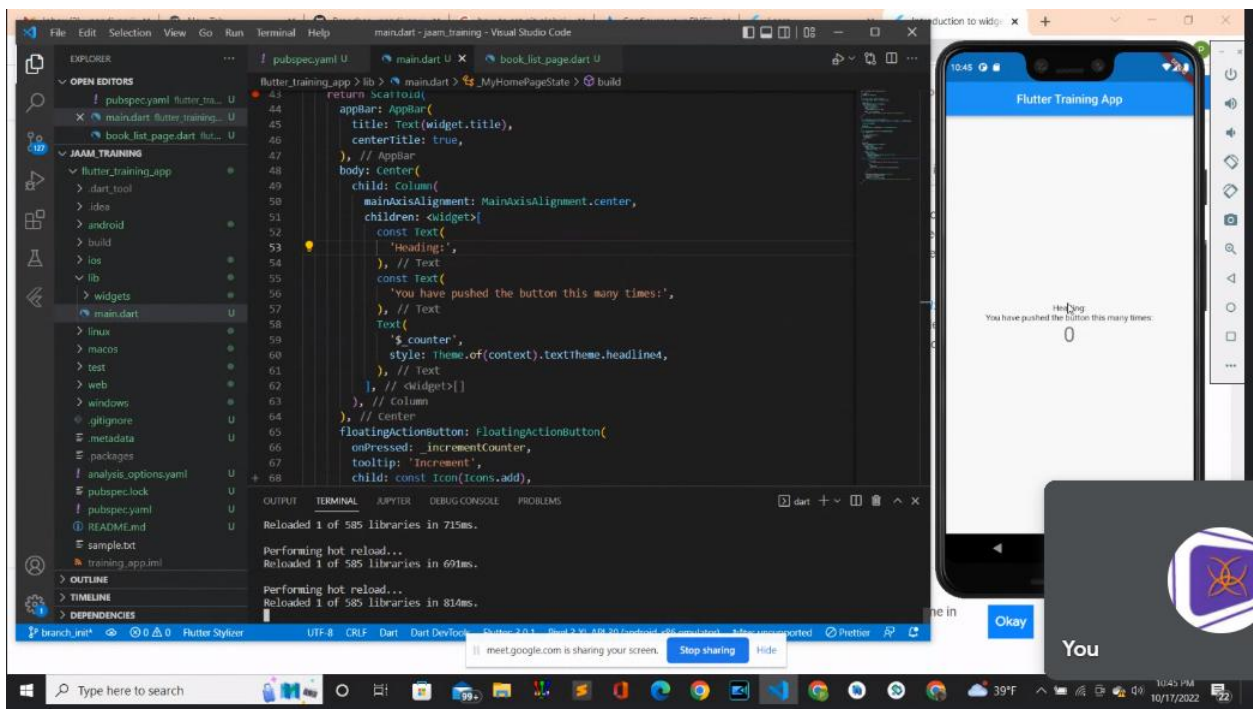 duction to widge
File Edit Selection View Go Run Terminal Help
main.dart - jaam_training - Visual Studio Code
EXPLORER
OPEN EDITORS
pubspec.yaml flutter_tra... U
main.dart flutter_training... U
book_list_page.dart flut... U
JAAM_TRAINING
flutter_training_app
.dart_tool
.idea
android
build
ios
lib
widgets
main.dart U
linux
macos
test
web
windows
.gitignore U
.metadata U
.packages
analysis_options.yaml U
pubspec.lock U
pubspec.yaml U
README.md U
sample.txt
training_app.iml
OUTLINE
TIMELINE
DEPENDENCIES
127
pubspec.yaml U main.dart U book_list_page.dart U
flutter_training_app > lib > main.dart > _MyHomePageState > build
43 return Scaffold(
44 appBar: AppBar(
45 title: Text(widget.title),
46 centerTitle: true,
47 ), // AppBar
48 body: Center(
49 child: Column(
50 mainAxisAlignment: MainAxisAlignment.center,
51 children: <Widget>[
52 const Text(
53 'Heading:',
54 ), // Text
55 const Text(
56 'You have pushed the button this many times:',
57 ), // Text
58 Text(
59 '$_counter',
60 style: Theme.of(context).textTheme.headline4,
61 ), // Text
62 ], // <Widget>[]
63 ), // Column
64 ), // Center
65 floatingActionButton: FloatingActionButton(
66 onPressed: _incrementCounter,
67 tooltip: 'Increment',
68 child: const Icon(Icons.add),
OUTPUT TERMINAL JUPYTER DEBUG CONSOLE PROBLEMS
dart
Reloaded 1 of 585 libraries in 715ms.
Performing hot reload...
Reloaded 1 of 585 libraries in 691ms.
Performing hot reload...
Reloaded 1 of 585 libraries in 814ms.
branch_init* 0 0 Flutter Stylizer UTF-8 CRLF Dart Dart DevTools Prettier
10:45
Flutter Training App
Heading:
You have pushed the button this many times:
0
me in
Okay
You
meet.google.com is sharing your screen. Stop sharing Hide
Type here to search
99+
39°F
10:45 PM
10/17/2022
22